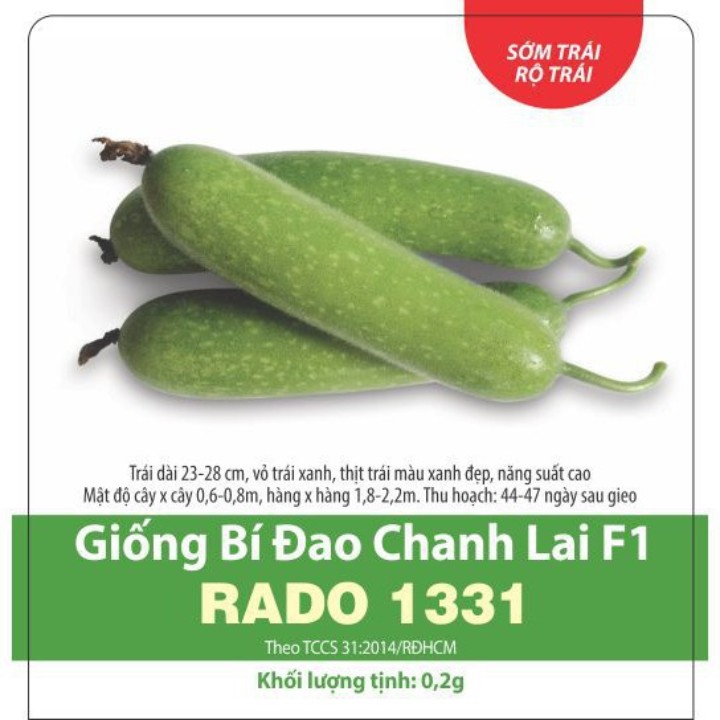 SỚM TRÁI
RỘ TRÁI
Trái dài 23-28 cm, vỏ trái xanh, thịt trái màu xanh đẹp, năng suất cao
Mật độ cây x cây 0,6-0,8m, hàng x hàng 1,8-2,2m. Thu hoạch: 44-47 ngày sau gieo
Giống Bí Đao Chanh Lai F1
RADO 1331
Theo TCCS 31:2014/RĐHCM
Khối lượng tịnh: 0,2g